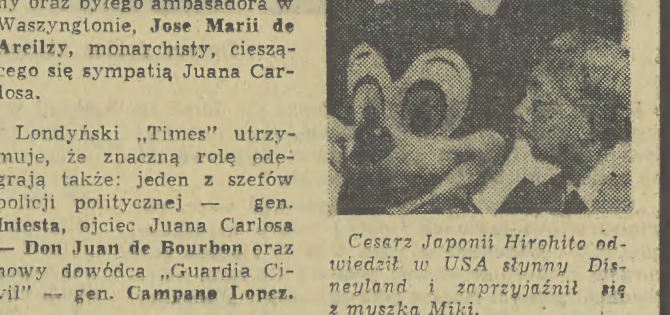 ny oraz byłego ambasadora w
Waszyngtonie, Jose Marii de
Areilzy, monarchisty, cieszą-
cego się sympatią Juana Car-
losa.
Londyński „Times” utrzy-
muje, że znaczną rolę ode-
grają także: jeden z szefów
policji politycznej — gen.
Iniesta, ojciec Juana Carlosa
— Don Juan de Bourbon oraz
nowy dowódca „Guardia Ci-
vil” — gen. Campano Lopez.
Cesarz Japonii Hirohito od-
wiedził w USA słynny Dis-
neyland i zaprzyjaźnił się
z myszką Miki.